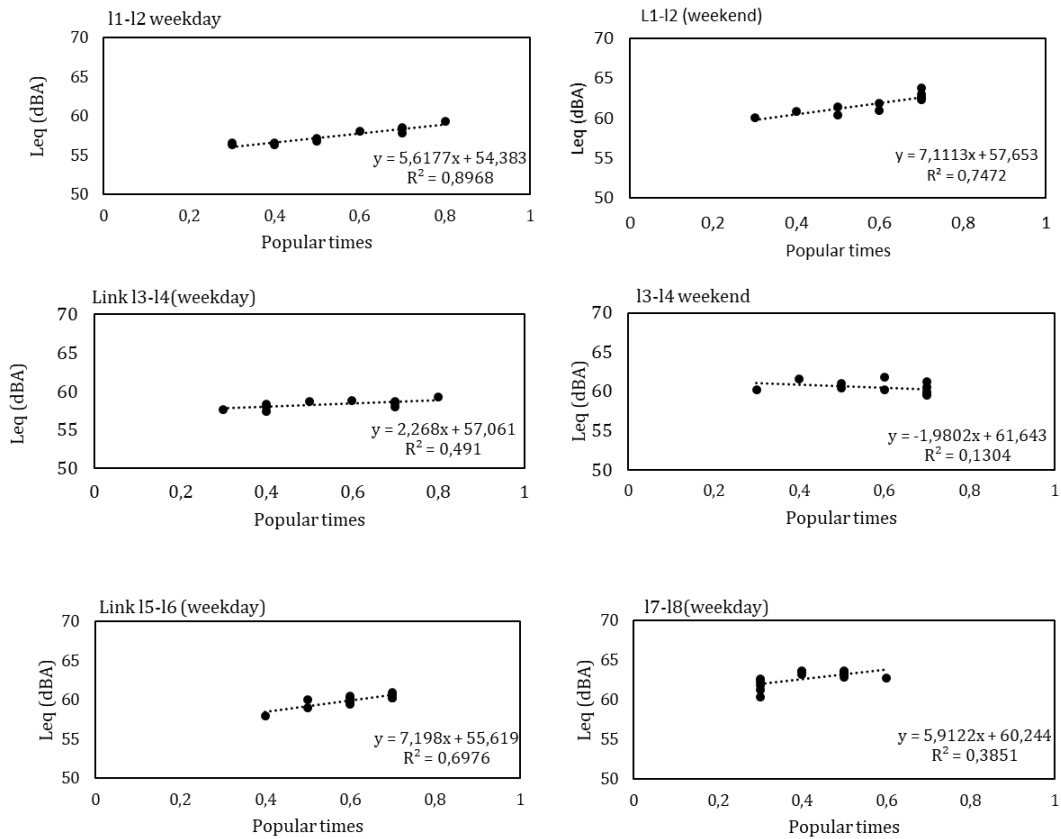 l1-l2 weekday
70
65
60
55
50
Leq (dBA)
y = 5,6177x + 54,383
R² = 0,8968
0 0,2 0,4 0,6 0,8 1
Popular times
L1-l2 (weekend)
70
65
60
55
50
Leq (dBA)
y = 7,1113x + 57,653
R² = 0,7472
0 0,2 0,4 0,6 0,8 1
Popular times
Link l3-l4(weekday)
70
65
60
55
50
Leq (dBA)
y = 2,268x + 57,061
R² = 0,491
0 0,2 0,4 0,6 0,8 1
Popular times
l3-l4 weekend
70
65
60
55
50
Leq (dBA)
y = -1,9802x + 61,643
R² = 0,1304
0 0,2 0,4 0,6 0,8 1
Popular times
Link l5-l6 (weekday)
70
65
60
55
50
Leq (dBA)
y = 7,198x + 55,619
R² = 0,6976
0 0,2 0,4 0,6 0,8 1
Popular times
l7-l8(weekday)
70
65
60
55
50
Leq (dBA)
y = 5,9122x + 60,244
R² = 0,3851
0 0,2 0,4 0,6 0,8 1
Popular times